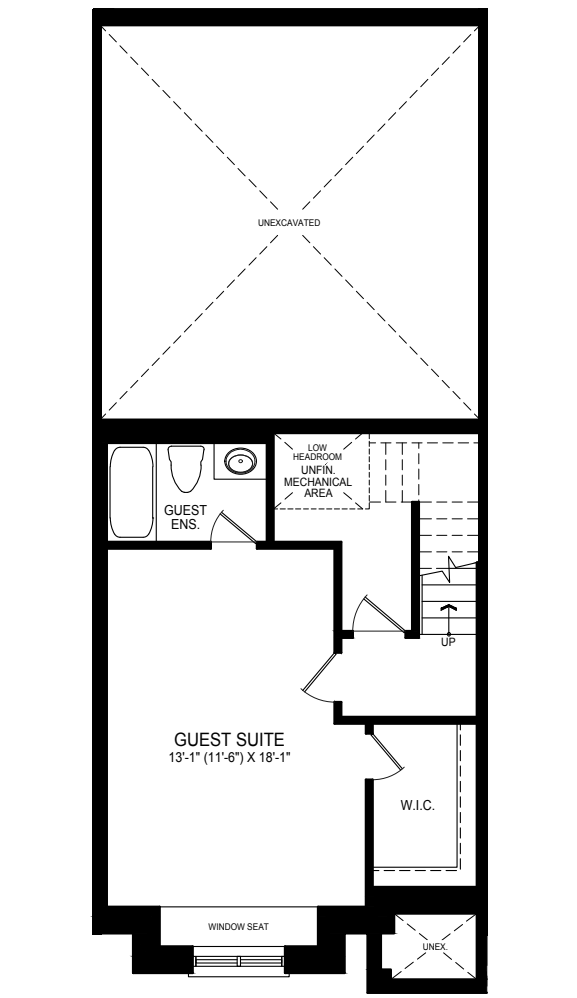 UNEXCAVATED
LOW
HEADROOM
UNFIN.
MECHANICAL
AREA
GUEST
ENS.
UP
GUEST SUITE
13'-1" (11'-6") X 18'-1"
W.I.C.
WINDOW SEAT
UNEX.